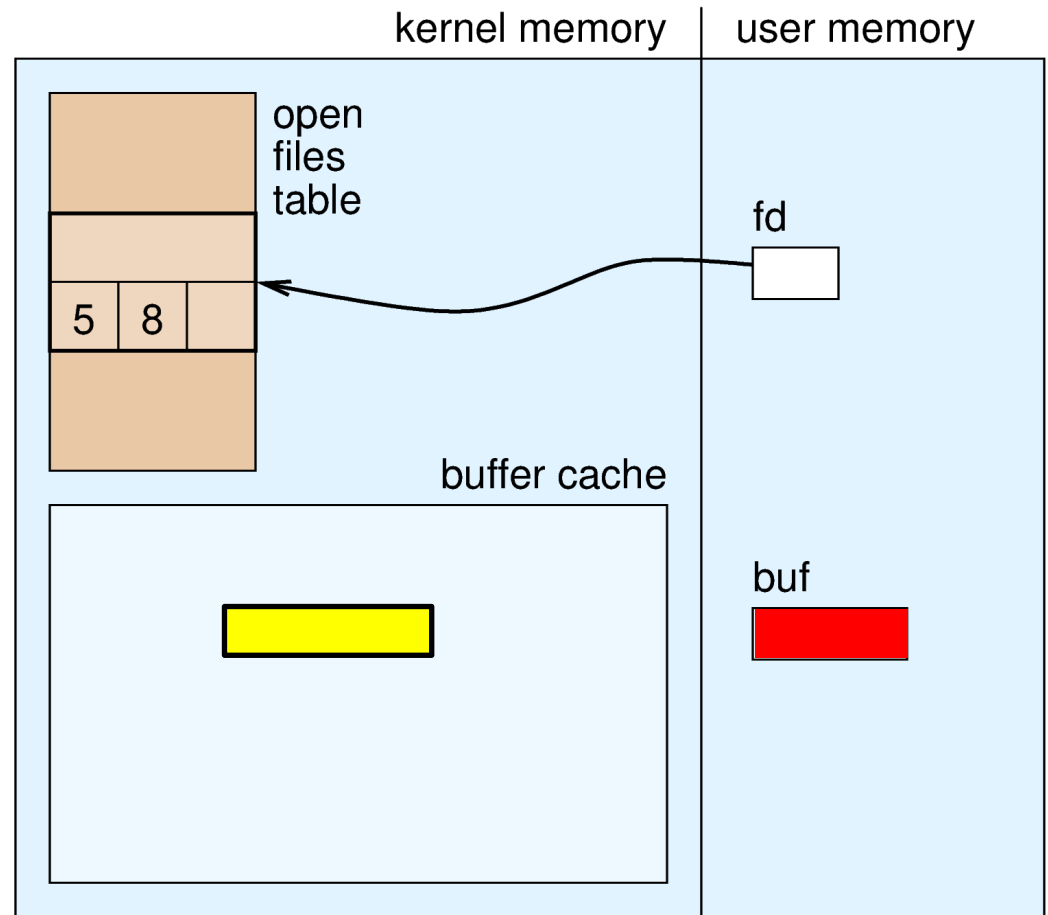 kernel memory
user memory
open
files
table
fd
5
8
buffer cache
buf